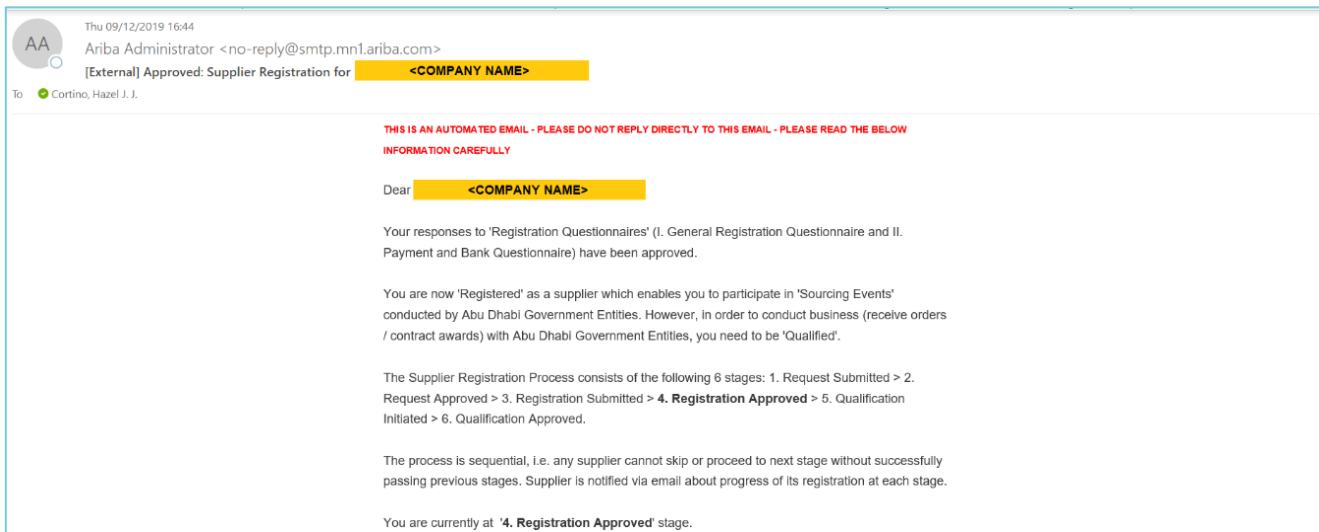 Thu 09/12/2019 16:44
AA
Ariba Administrator <no-reply@smtp.mn1.ariba.com>
[External] Approved: Supplier Registration for <COMPANY NAME>
To Cortino, Hazel J. J.
THIS IS AN AUTOMATED EMAIL - PLEASE DO NOT REPLY DIRECTLY TO THIS EMAIL - PLEASE READ THE BELOW
INFORMATION CAREFULLY
Dear <COMPANY NAME>
Your responses to 'Registration Questionnaires' (I. General Registration Questionnaire and II.
Payment and Bank Questionnaire) have been approved.
You are now 'Registered' as a supplier which enables you to participate in 'Sourcing Events'
conducted by Abu Dhabi Government Entities. However, in order to conduct business (receive orders
/ contract awards) with Abu Dhabi Government Entities, you need to be 'Qualified'.
The Supplier Registration Process consists of the following 6 stages: 1. Request Submitted > 2.
Request Approved > 3. Registration Submitted > 4. Registration Approved > 5. Qualification
Initiated > 6. Qualification Approved.
The process is sequential, i.e. any supplier cannot skip or proceed to next stage without successfully
passing previous stages. Supplier is notified via email about progress of its registration at each stage.
You are currently at '4. Registration Approved' stage.